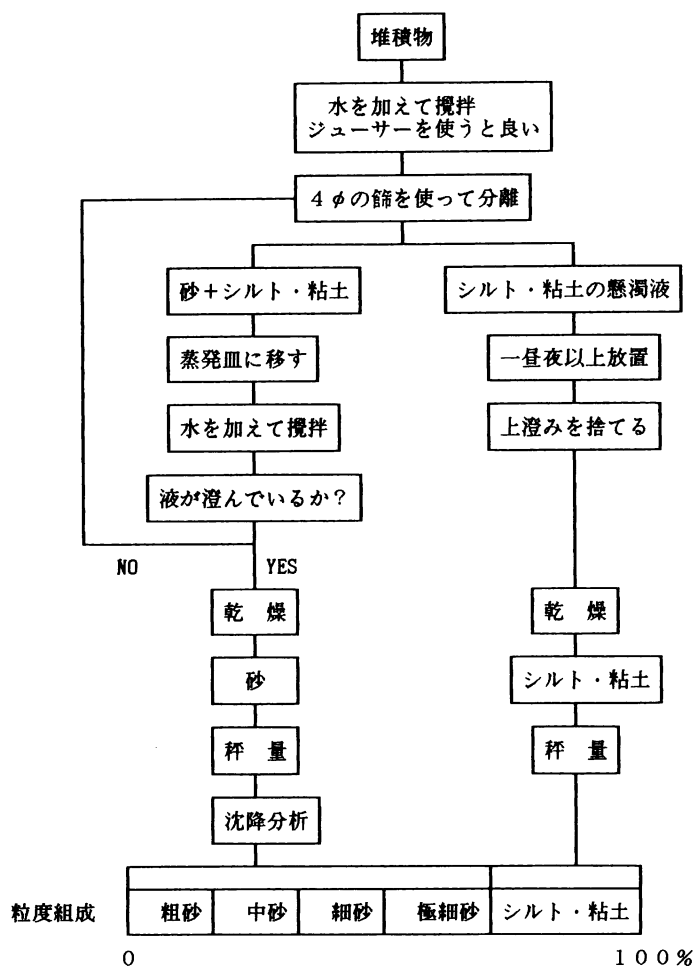 堆積物
水を加えて攪拌
ジューサーを使うと良い
4φの篩を使って分離
砂＋シルト・粘土
シルト・粘土の懸濁液
蒸発皿に移す
一昼夜以上放置
水を加えて攪拌
上澄みを捨てる
液が澄んでいるか？
NO
YES
乾　燥
乾　燥
砂
シルト・粘土
秤　量
秤　量
沈降分析
粒度組成
粗砂
中砂
細砂
極細砂
シルト・粘土
0
100%